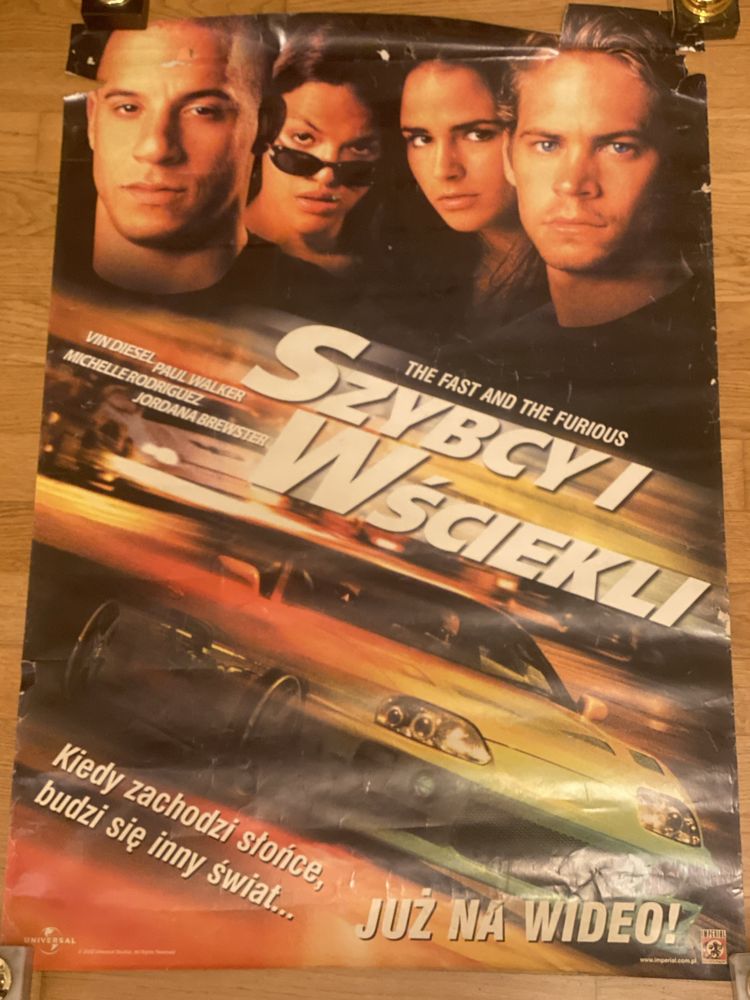 VIN DIESEL PAUL WALKER
MICHELLE RODRIGUEZ
JORDANA BREWSTER
THE FAST AND THE FURIOUS
SZYBCY I
WŚCIEKLI
Kiedy zachodzi słońce,
budzi się inny świat...
JUŻ NA WIDEO!
UNIVERSAL
IMPERIAL
www.imperial.com.pl